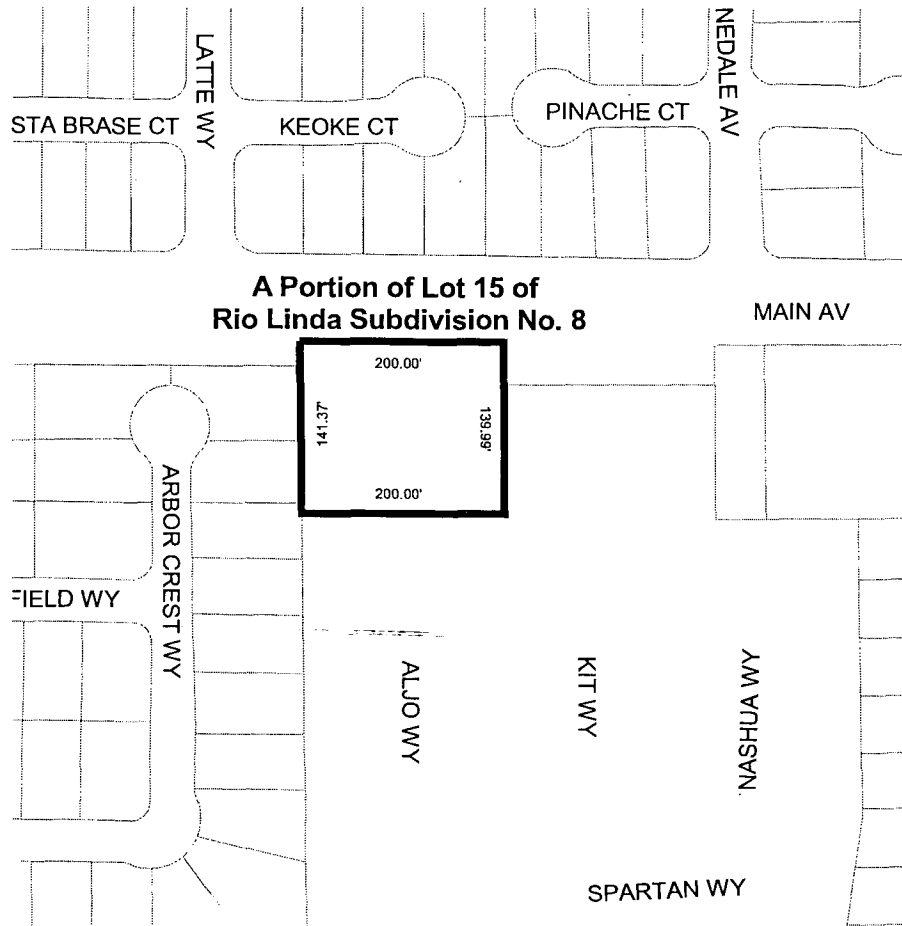 LATTE WY
NEDALE AV
STA BRASE CT
KEOKE CT
PINACHE CT
A Portion of Lot 15 of
Rio Linda Subdivision No. 8
MAIN AV
200.00'
141.37'
139.99'
200.00'
ARBOR CREST WY
FIELD WY
ALJO WY
KIT WY
NASHUA WY
SPARTAN WY